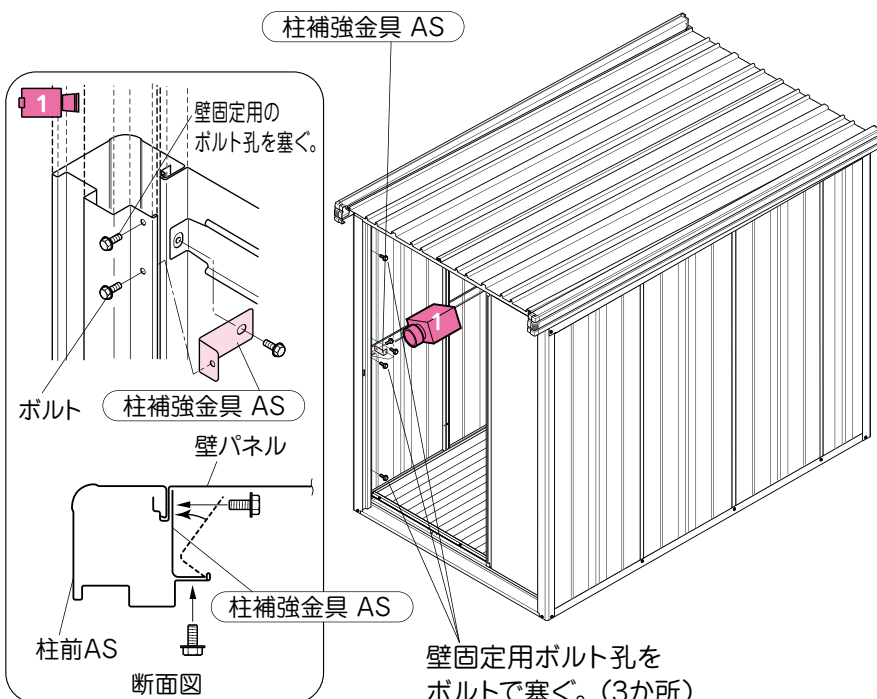 柱補強金具 AS
1
壁固定用の
ボルト孔を塞ぐ。
ボルト
柱補強金具 AS
壁パネル
柱補強金具 AS
柱前AS
断面図
1
壁固定用ボルト孔を
ボルトで塞ぐ。(3か所)